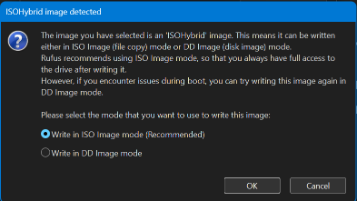 ISOHybrid image detected
The image you have selected is an 'ISOHybrid' image. This means it can be written
either in ISO Image (file copy) mode or DD Image (disk image) mode.
Rufus recommends using ISO Image mode, so that you always have full access to
the drive after writing it.
However, if you encounter issues during boot, you can try writing this image again in
DD Image mode.
Please select the mode that you want to use to write this image:
Write in ISO Image mode (Recommended)
Write in DD Image mode
OK
Cancel